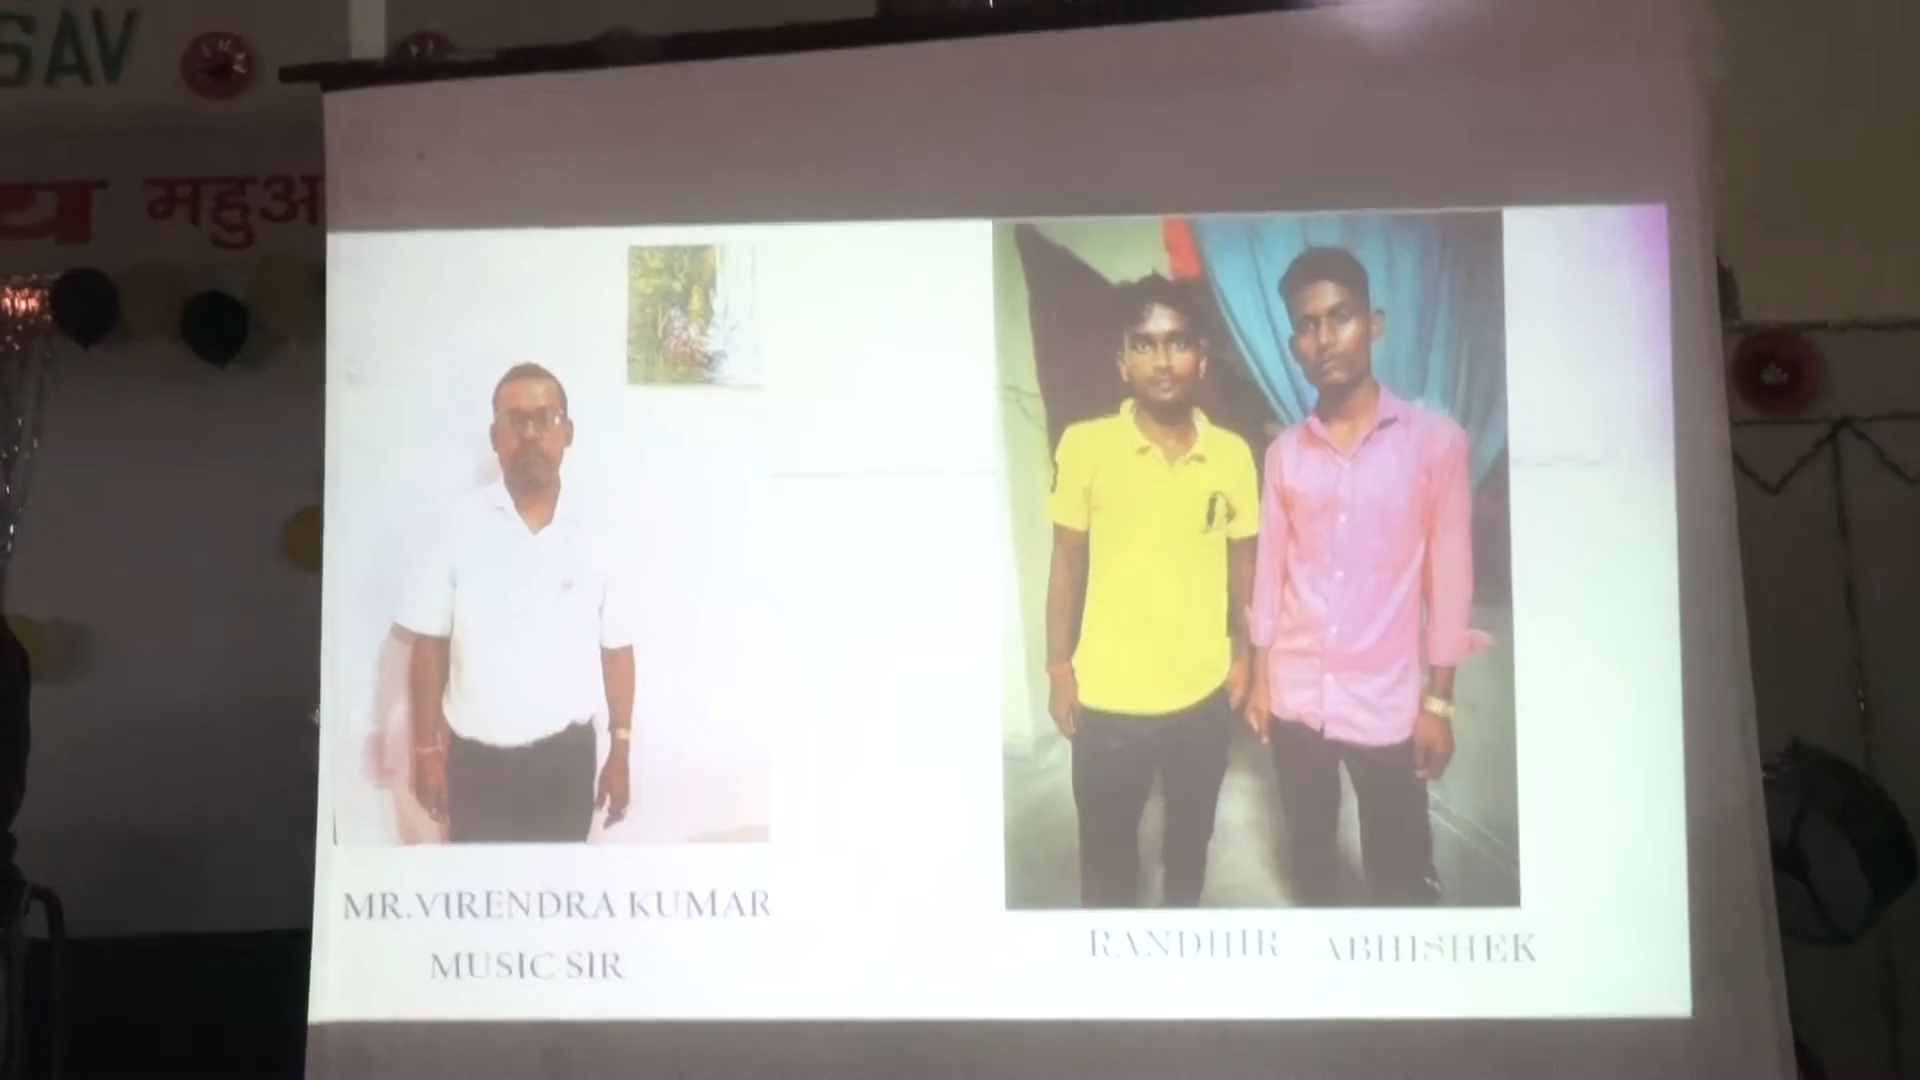 SAV
य महुअ
MR.VIRENDRA KUMAR
MUSIC SIR
RANDHIR ABHISHEK